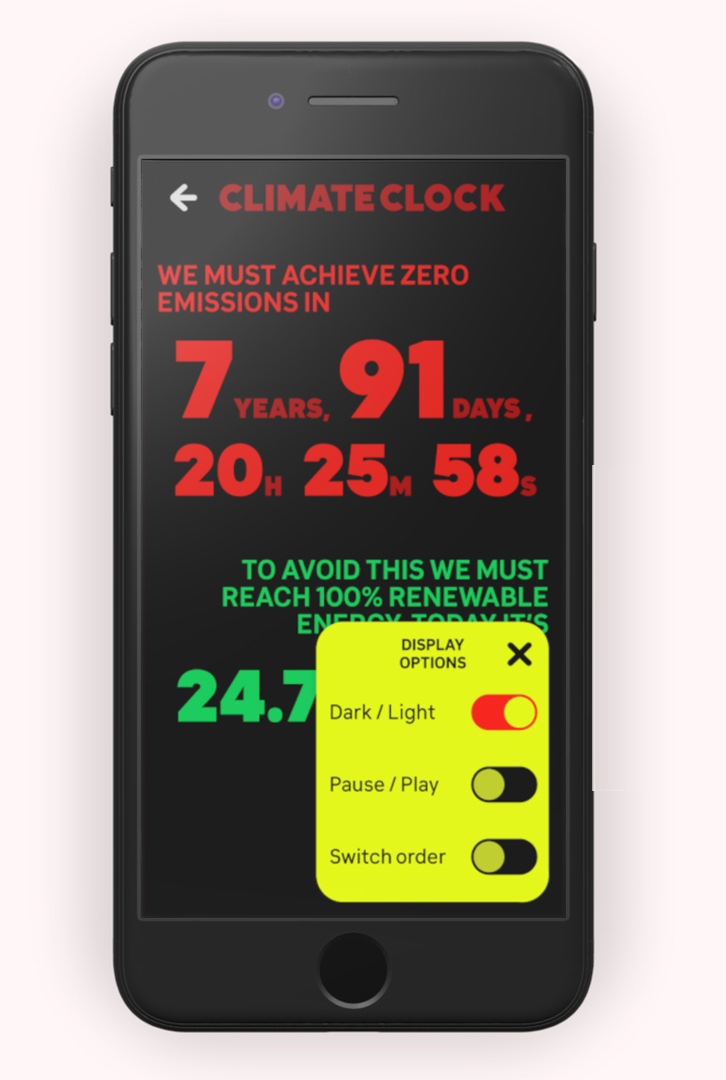 CLIMATE CLOCK
WE MUST ACHIEVE ZERO
EMISSIONS IN
7 YEARS, 91 DAYS,
20H 25M 58S
TO AVOID THIS WE MUST
REACH 100% RENEWABLE
ENERGY. TODAY IT'S
24.7
DISPLAY
OPTIONS
Dark / Light
Pause / Play
Switch order